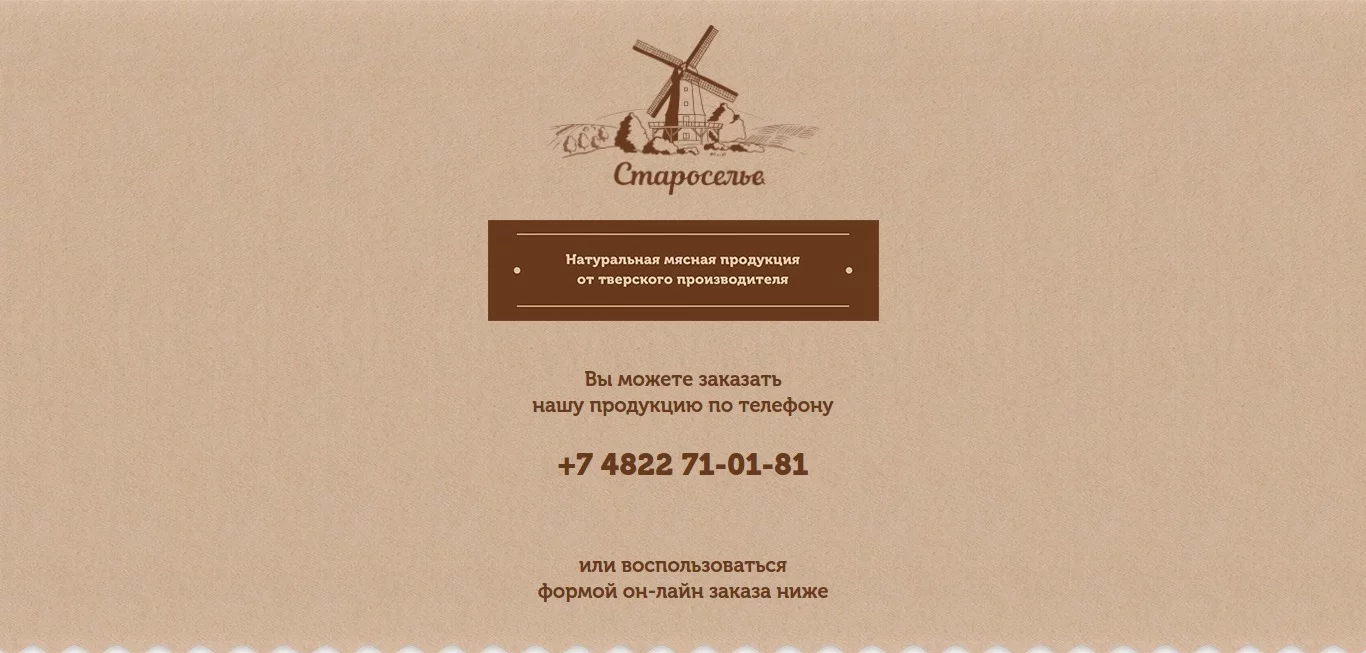 Староселье
Натуральная мясная продукция
от тверского производителя
Вы можете заказать
нашу продукцию по телефону
+7 4822 71-01-81
или воспользоваться
формой он-лайн заказа ниже